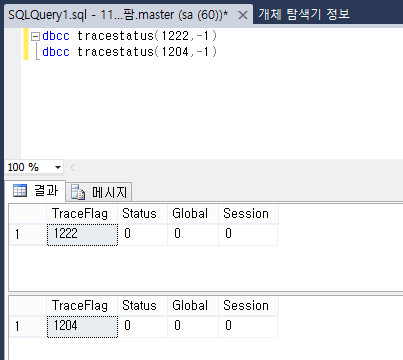 SQLQuery1.sql - 11...팜.master (sa (60))* 개체 탐색기 정보
dbcc tracestatus(1222,-1)
dbcc tracestatus(1204,-1)
100 %
결과 메시지
TraceFlag Status Global Session
1 1222 0 0 0
TraceFlag Status Global Session
1 1204 0 0 0